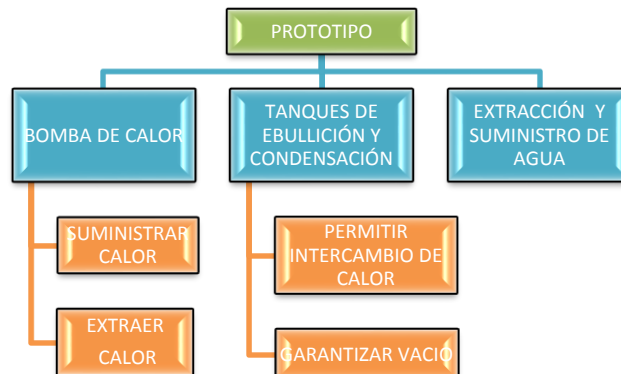 PROTOTIPO
BOMBA DE CALOR
TANQUES DE
EBULLICIÓN Y
CONDENSACIÓN
EXTRACCIÓN Y
SUMINISTRO DE
AGUA
SUMINISTRAR
CALOR
EXTRAER
CALOR
PERMITIR
INTERCAMBIO DE
CALOR
GARANTIZAR VACIÓ